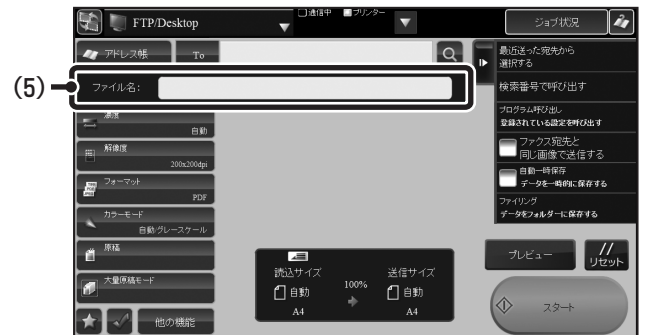 FTP/Desktop
通信中
プリンター
ジョブ状況
アドレス帳
To
最近送った宛先から
選択する
(5)
ファイル名:
検索番号で呼び出す
濃度
自動
プログラム呼び出し
登録されている設定を呼び出す
解像度
200x200dpi
ファクス宛先と
同じ画像で送信する
フォーマット
PDF
自動一時保存
データを一時的に保存する
カラーモード
自動/グレースケール
ファイリング
データをフォルダーに保存する
原稿
読込サイズ
100%
送信サイズ
自動
A4
自動
A4
プレビュー
リセット
大量原稿モード
スタート
他の機能